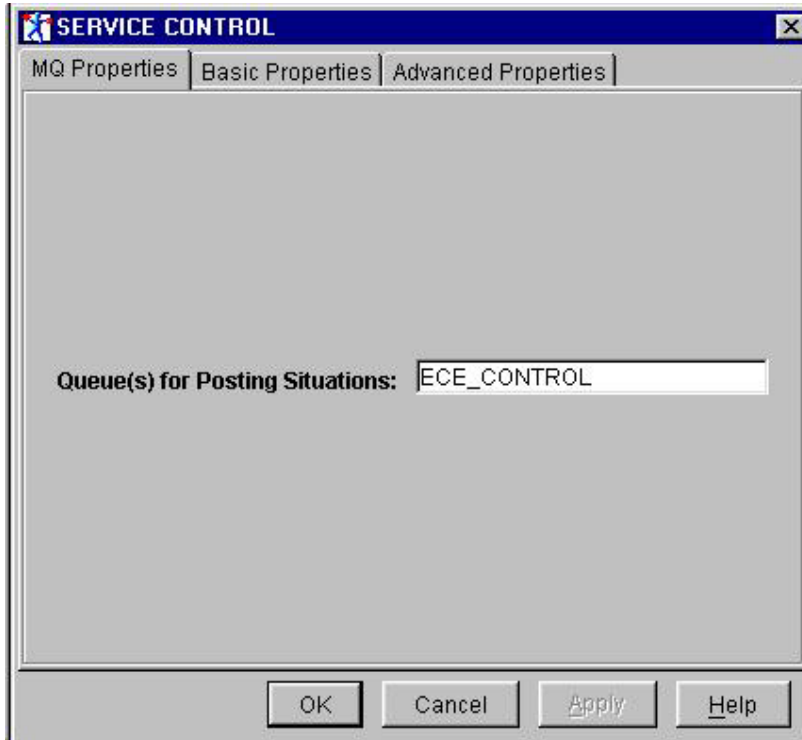 SERVICE CONTROL
MQ Properties Basic Properties Advanced Properties
Queue(s) for Posting Situations: ECE_CONTROL
OK Cancel Apply Help